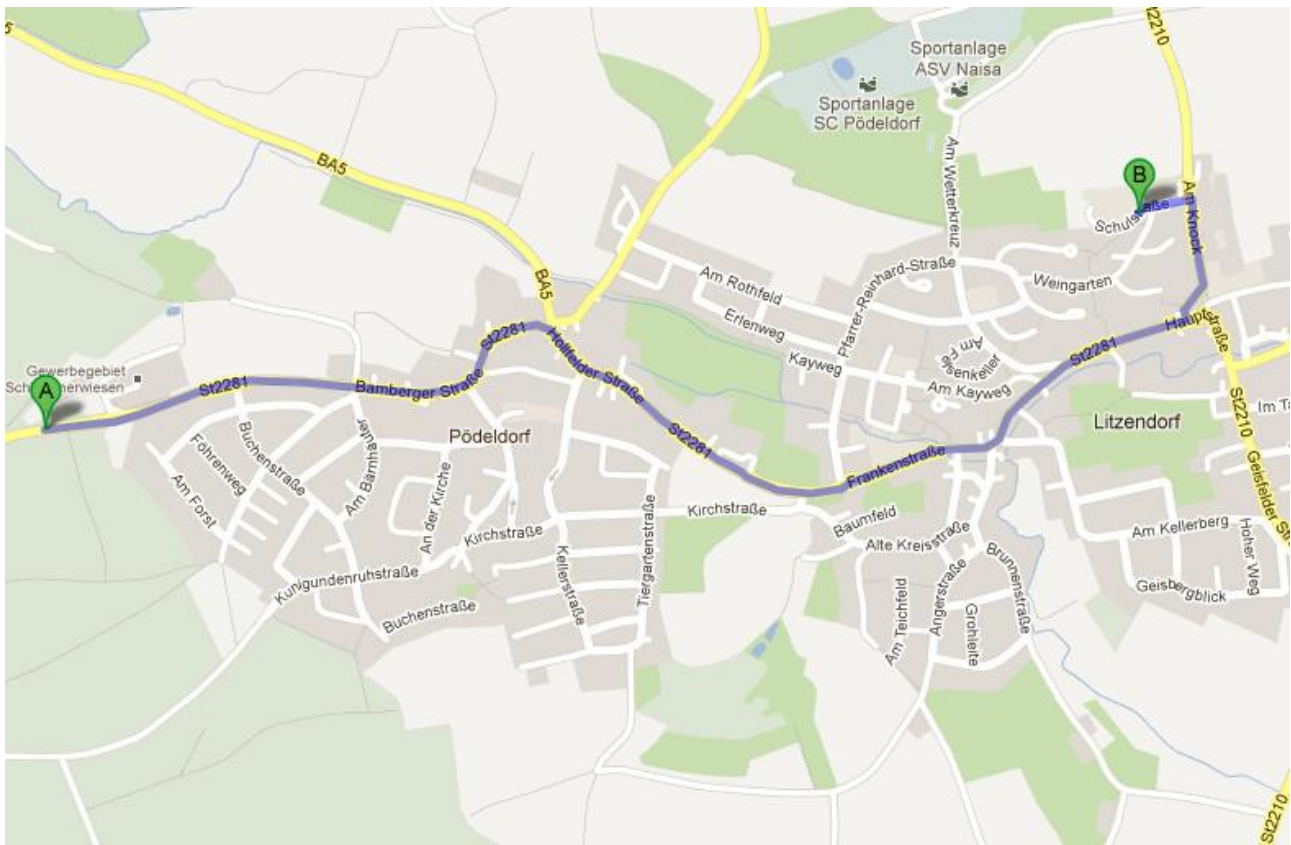 5
St2210
Sportanlage
ASV Naisa
Sportanlage
SC Pödeldorf
BA5
Am Wetterkreuz
B
Schulstraße
Am Knock
BA5
Am Rothfeld
Pfarrer-Reinhard-Straße
Weingarten
Erlenweg
St2281
Hollfelder Straße
Hauptstraße
Kayweg
St2281
Gewerbegebiet
A
St2281
Bamberger Straße
Am Kayweg
Litzendorf
Im
Pödeldorf
St2281
St2210
Buchenstraße
Föhrenweg
Am Forst
An der Kirche
Frankenstraße
Geisfelder
Kirchstraße
Kirchstraße
Baumfeld
Alte Kreisstraße
Am Kellerberg
Hoher Weg
Kunigundenruhstraße
Kellerstraße
Tiergartenstraße
Brunnenstraße
Geisbergblick
Buchenstraße
Am Teichfeld
Angerstraße
Grohleite
St2210